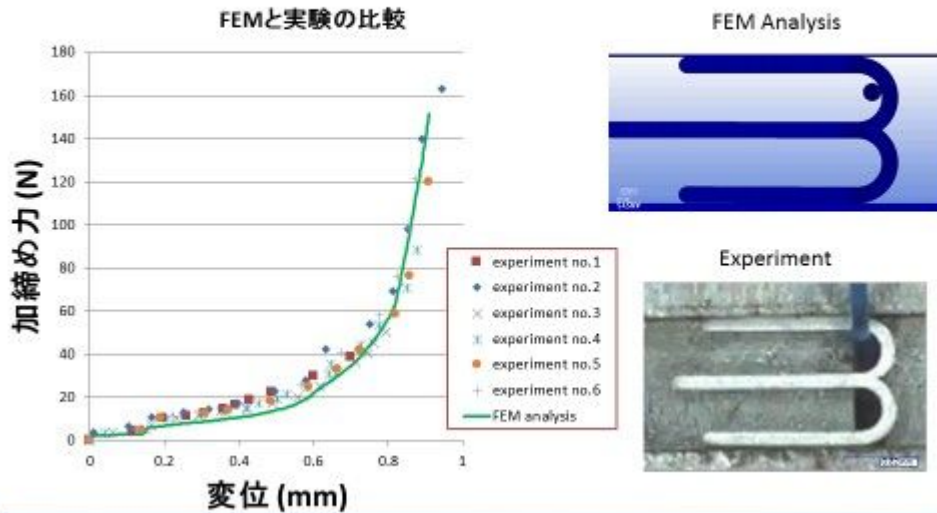 FEMと実験の比較
FEM Analysis
加締め力 (N)
180
160
140
120
100
80
60
40
20
0
0
0.2
0.4
0.6
0.8
1
変位 (mm)
experiment no.1
experiment no.2
experiment no.3
experiment no.4
experiment no.5
experiment no.6
FEM analysis
Experiment